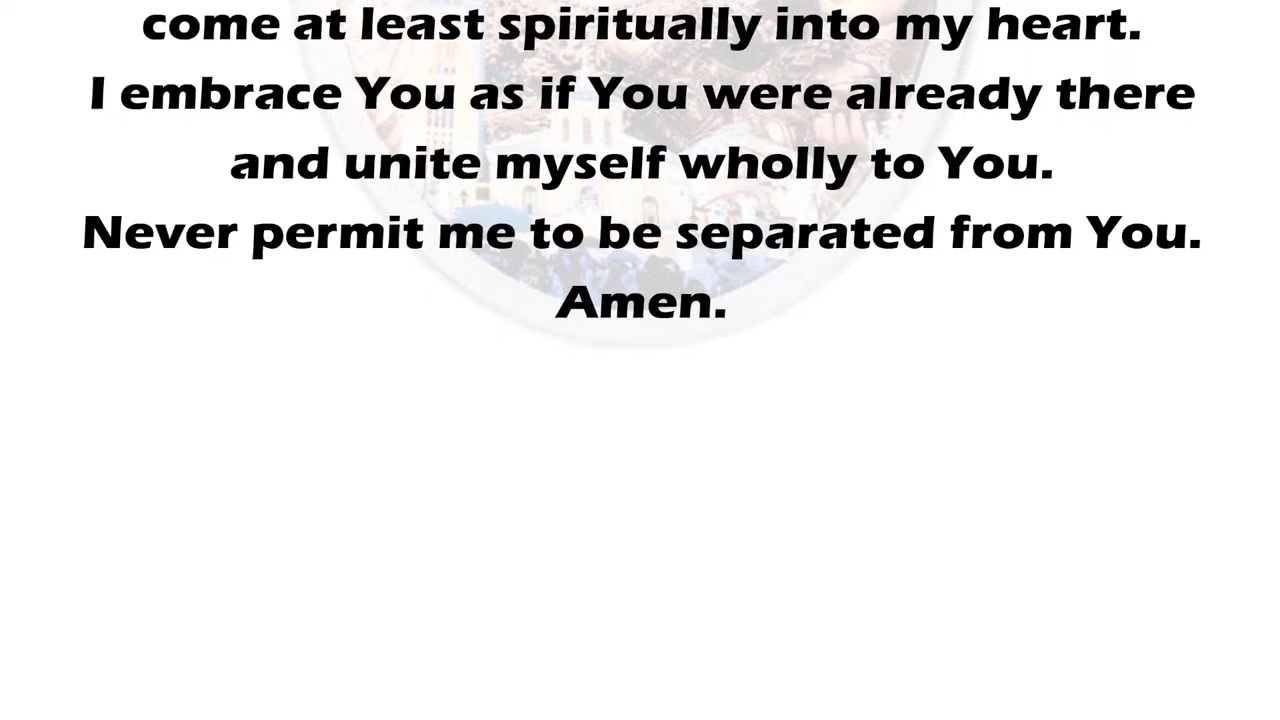 come at least spiritually into my heart.
I embrace You as if You were already there
and unite myself wholly to You.
Never permit me to be separated from You.
Amen.